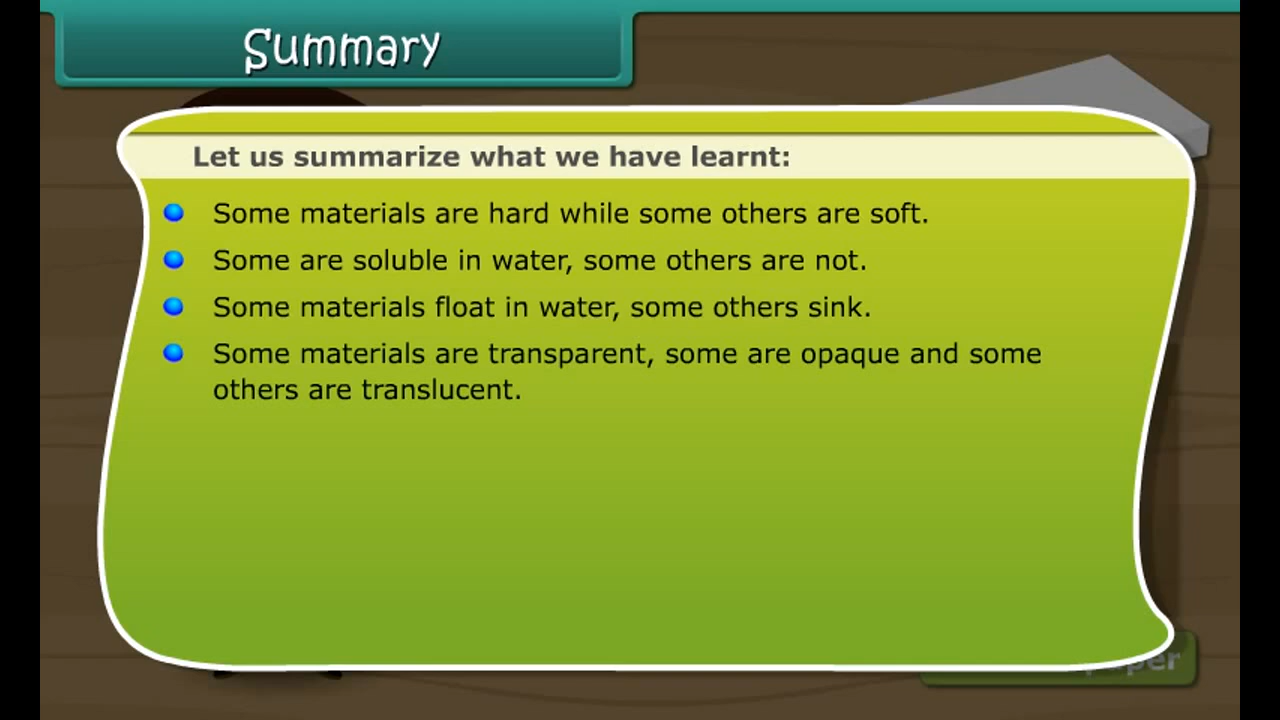 Summary
Let us summarize what we have learnt:
Some materials are hard while some others are soft.
Some are soluble in water, some others are not.
Some materials float in water, some others sink.
Some materials are transparent, some are opaque and some
others are translucent.